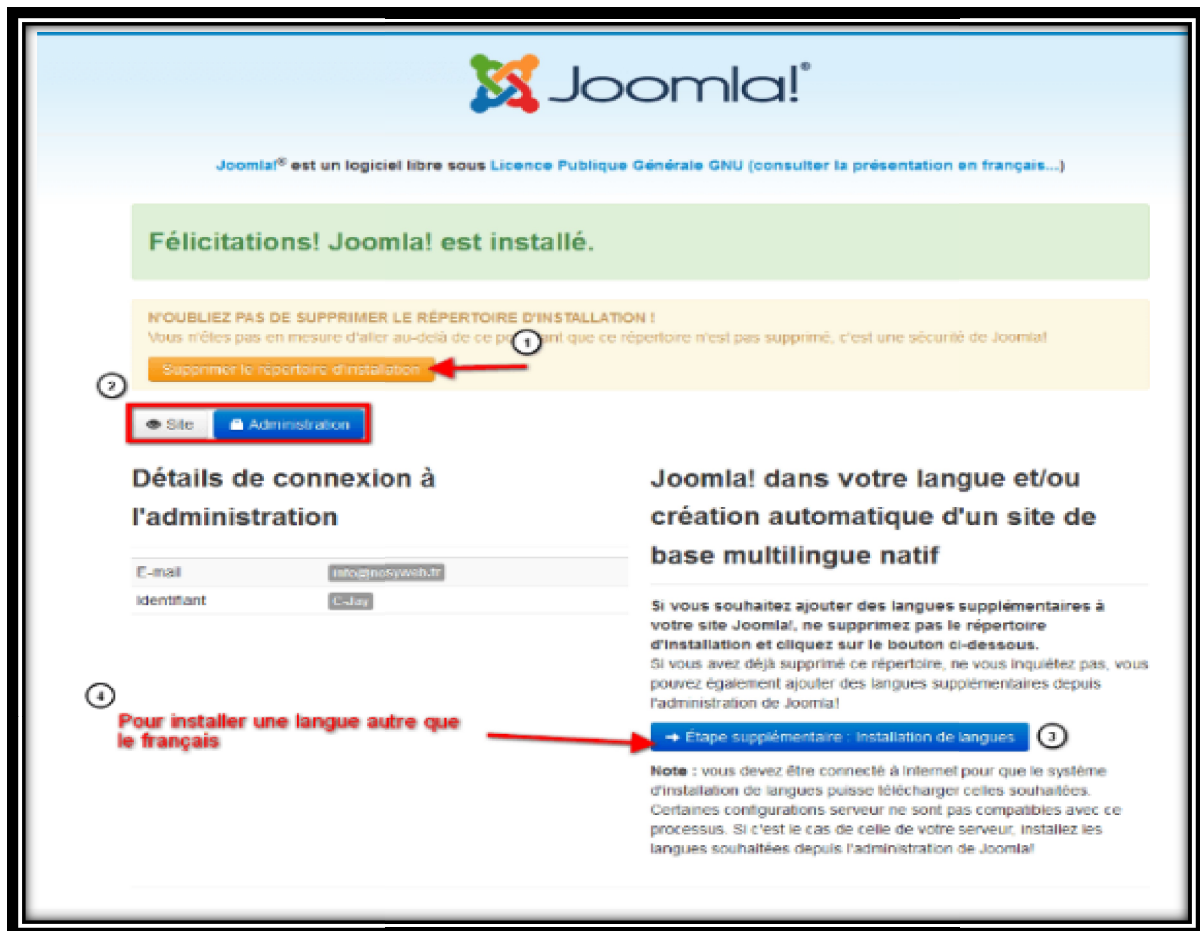 Joomla!®
Joomla!® est un logiciel libre sous Licence Publique Générale GNU (consulter la présentation en français...)
Félicitations! Joomla! est installé.
N'OUBLIEZ PAS DE SUPPRIMER LE RÉPERTOIRE D'INSTALLATION !
Vous n'êtes pas en mesure d'aller au-delà de ce po ant que ce répertoire n'est pas supprimé, c'est une sécurité de Joomla!
1
Supprimer le répertoire d'installation
2
Site
Administration
Détails de connexion à
l'administration
E-mail
info@nosyweb.fr
Identifiant
C-Jay
4
Pour installer une langue autre que
le français
Joomla! dans votre langue et/ou
création automatique d'un site de
base multilingue natif
Si vous souhaitez ajouter des langues supplémentaires à
votre site Joomla!, ne supprimez pas le répertoire
d'installation et cliquez sur le bouton ci-dessous.
Si vous avez déjà supprimé ce répertoire, ne vous inquiétez pas, vous
pouvez également ajouter des langues supplémentaires depuis
l'administration de Joomla!
→ Étape supplémentaire : Installation de langues
3
Note : vous devez être connecté à Internet pour que le système
d'installation de langues puisse télécharger celles souhaitées.
Certaines configurations serveur ne sont pas compatibles avec ce
processus. Si c'est le cas de celle de votre serveur, installez les
langues souhaitées depuis l'administration de Joomla!